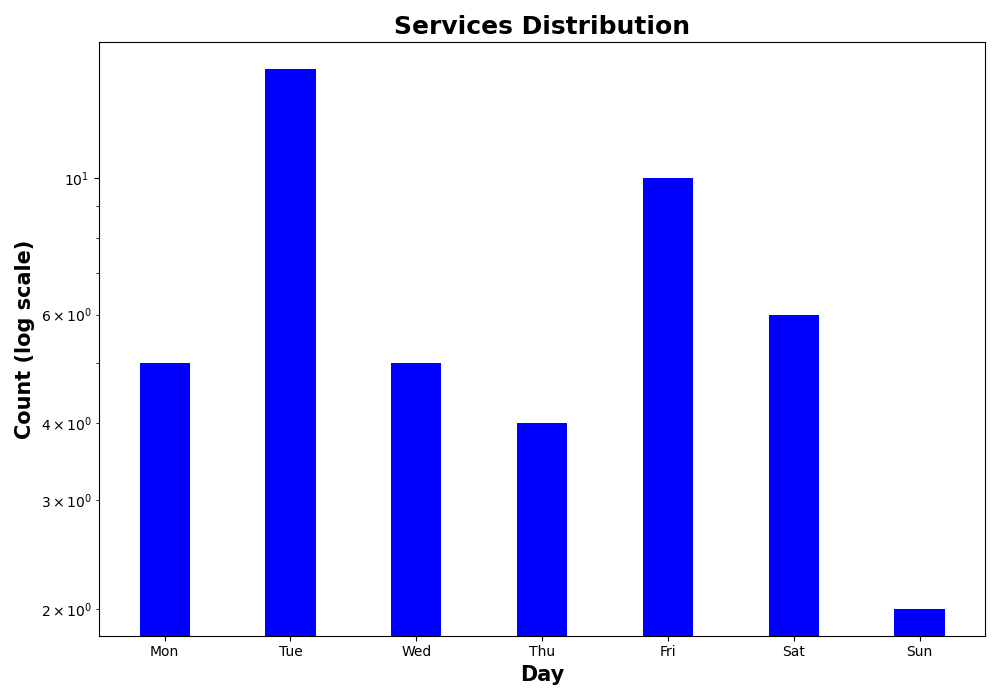 Services Distribution
Count (log scale)
10¹
6 × 10⁰
4 × 10⁰
3 × 10⁰
2 × 10⁰
Mon Tue Wed Thu Fri Sat Sun
Day